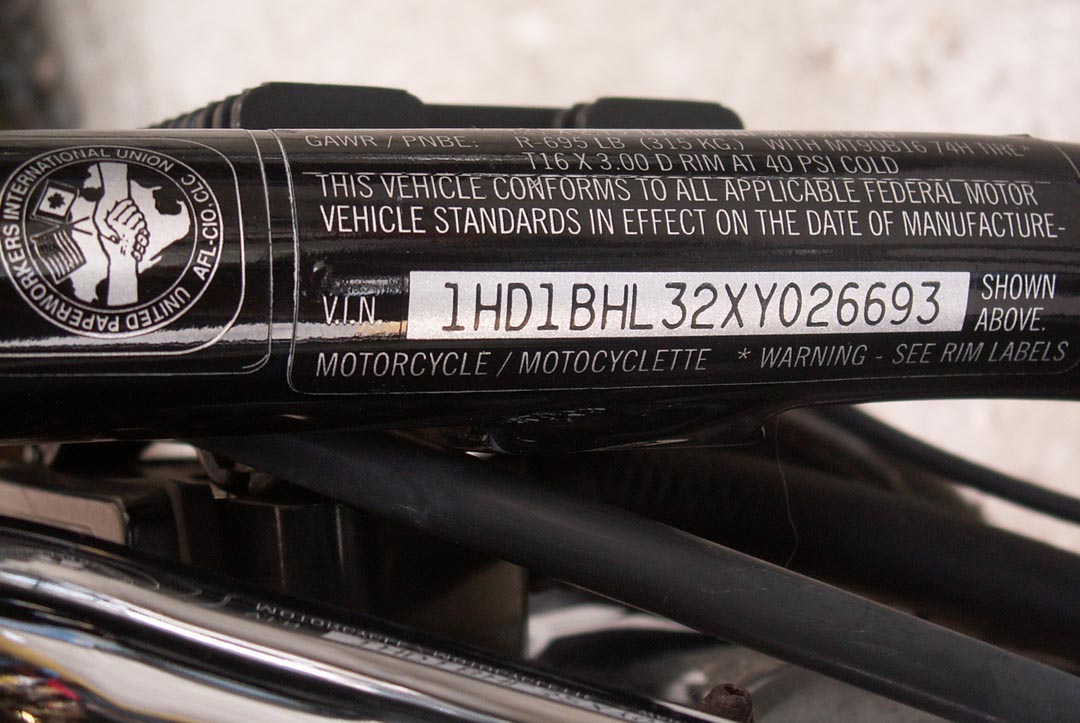 UNITED PAPERWORKERS INTERNATIONAL UNION
AFL-CIO, CLC
GAWR / PNBE: R-695 LB (315 KG.) WITH MT90B16 74H TIRE*
T16 X 3.00 D RIM AT 40 PSI COLD
THIS VEHICLE CONFORMS TO ALL APPLICABLE FEDERAL MOTOR
VEHICLE STANDARDS IN EFFECT ON THE DATE OF MANUFACTURE
V.I.N. 1HD1BHL32XY026693 SHOWN
ABOVE.
MOTORCYCLE / MOTOCYCLETTE * WARNING - SEE RIM LABELS